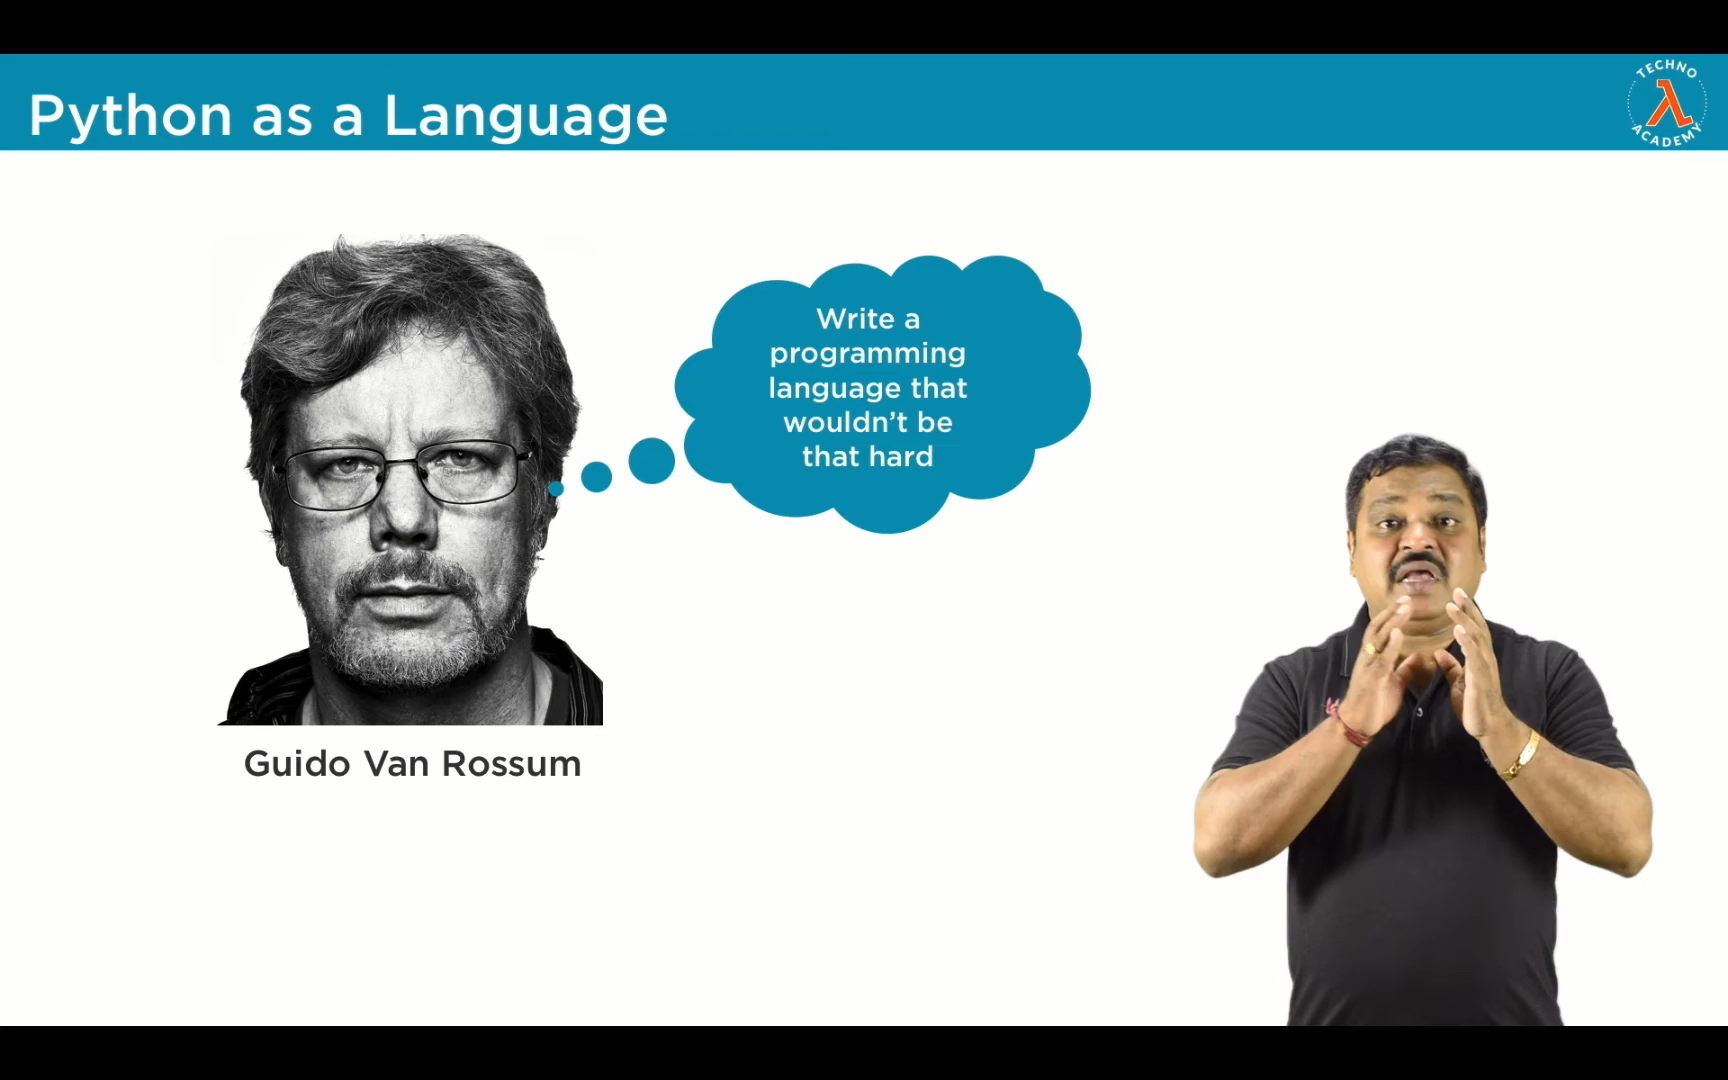 Python as a Language
TECHNO
ACADEMY
Write a
programming
language that
wouldn't be
that hard
Guido Van Rossum